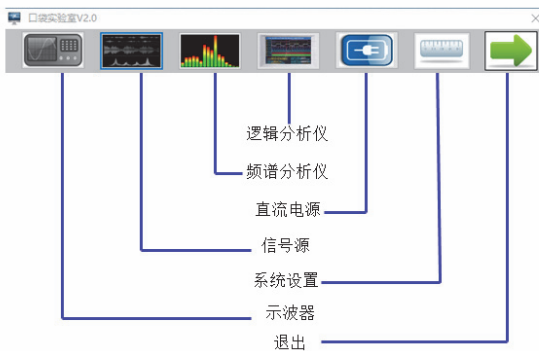 口袋实验室V2.0
逻辑分析仪
频谱分析仪
直流电源
信号源
系统设置
示波器
退出